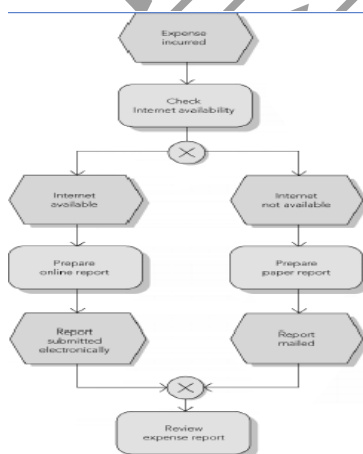 Expense
incurred
Check
Internet availability
Internet
available
Internet
not available
Prepare
online report
Prepare
paper report
Report
submitted
electronically
Report
mailed
Review
expense report